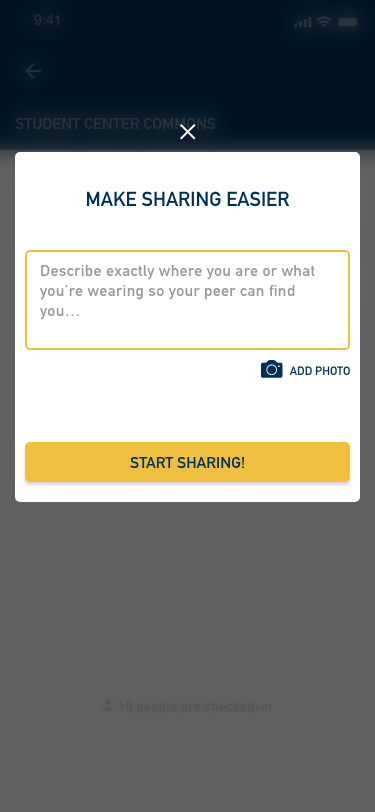 9:41
STUDENT CENTER COMMONS
MAKE SHARING EASIER
Describe exactly where you are or what
you're wearing so your peer can find
you...
ADD PHOTO
START SHARING!
10 people are checked-in